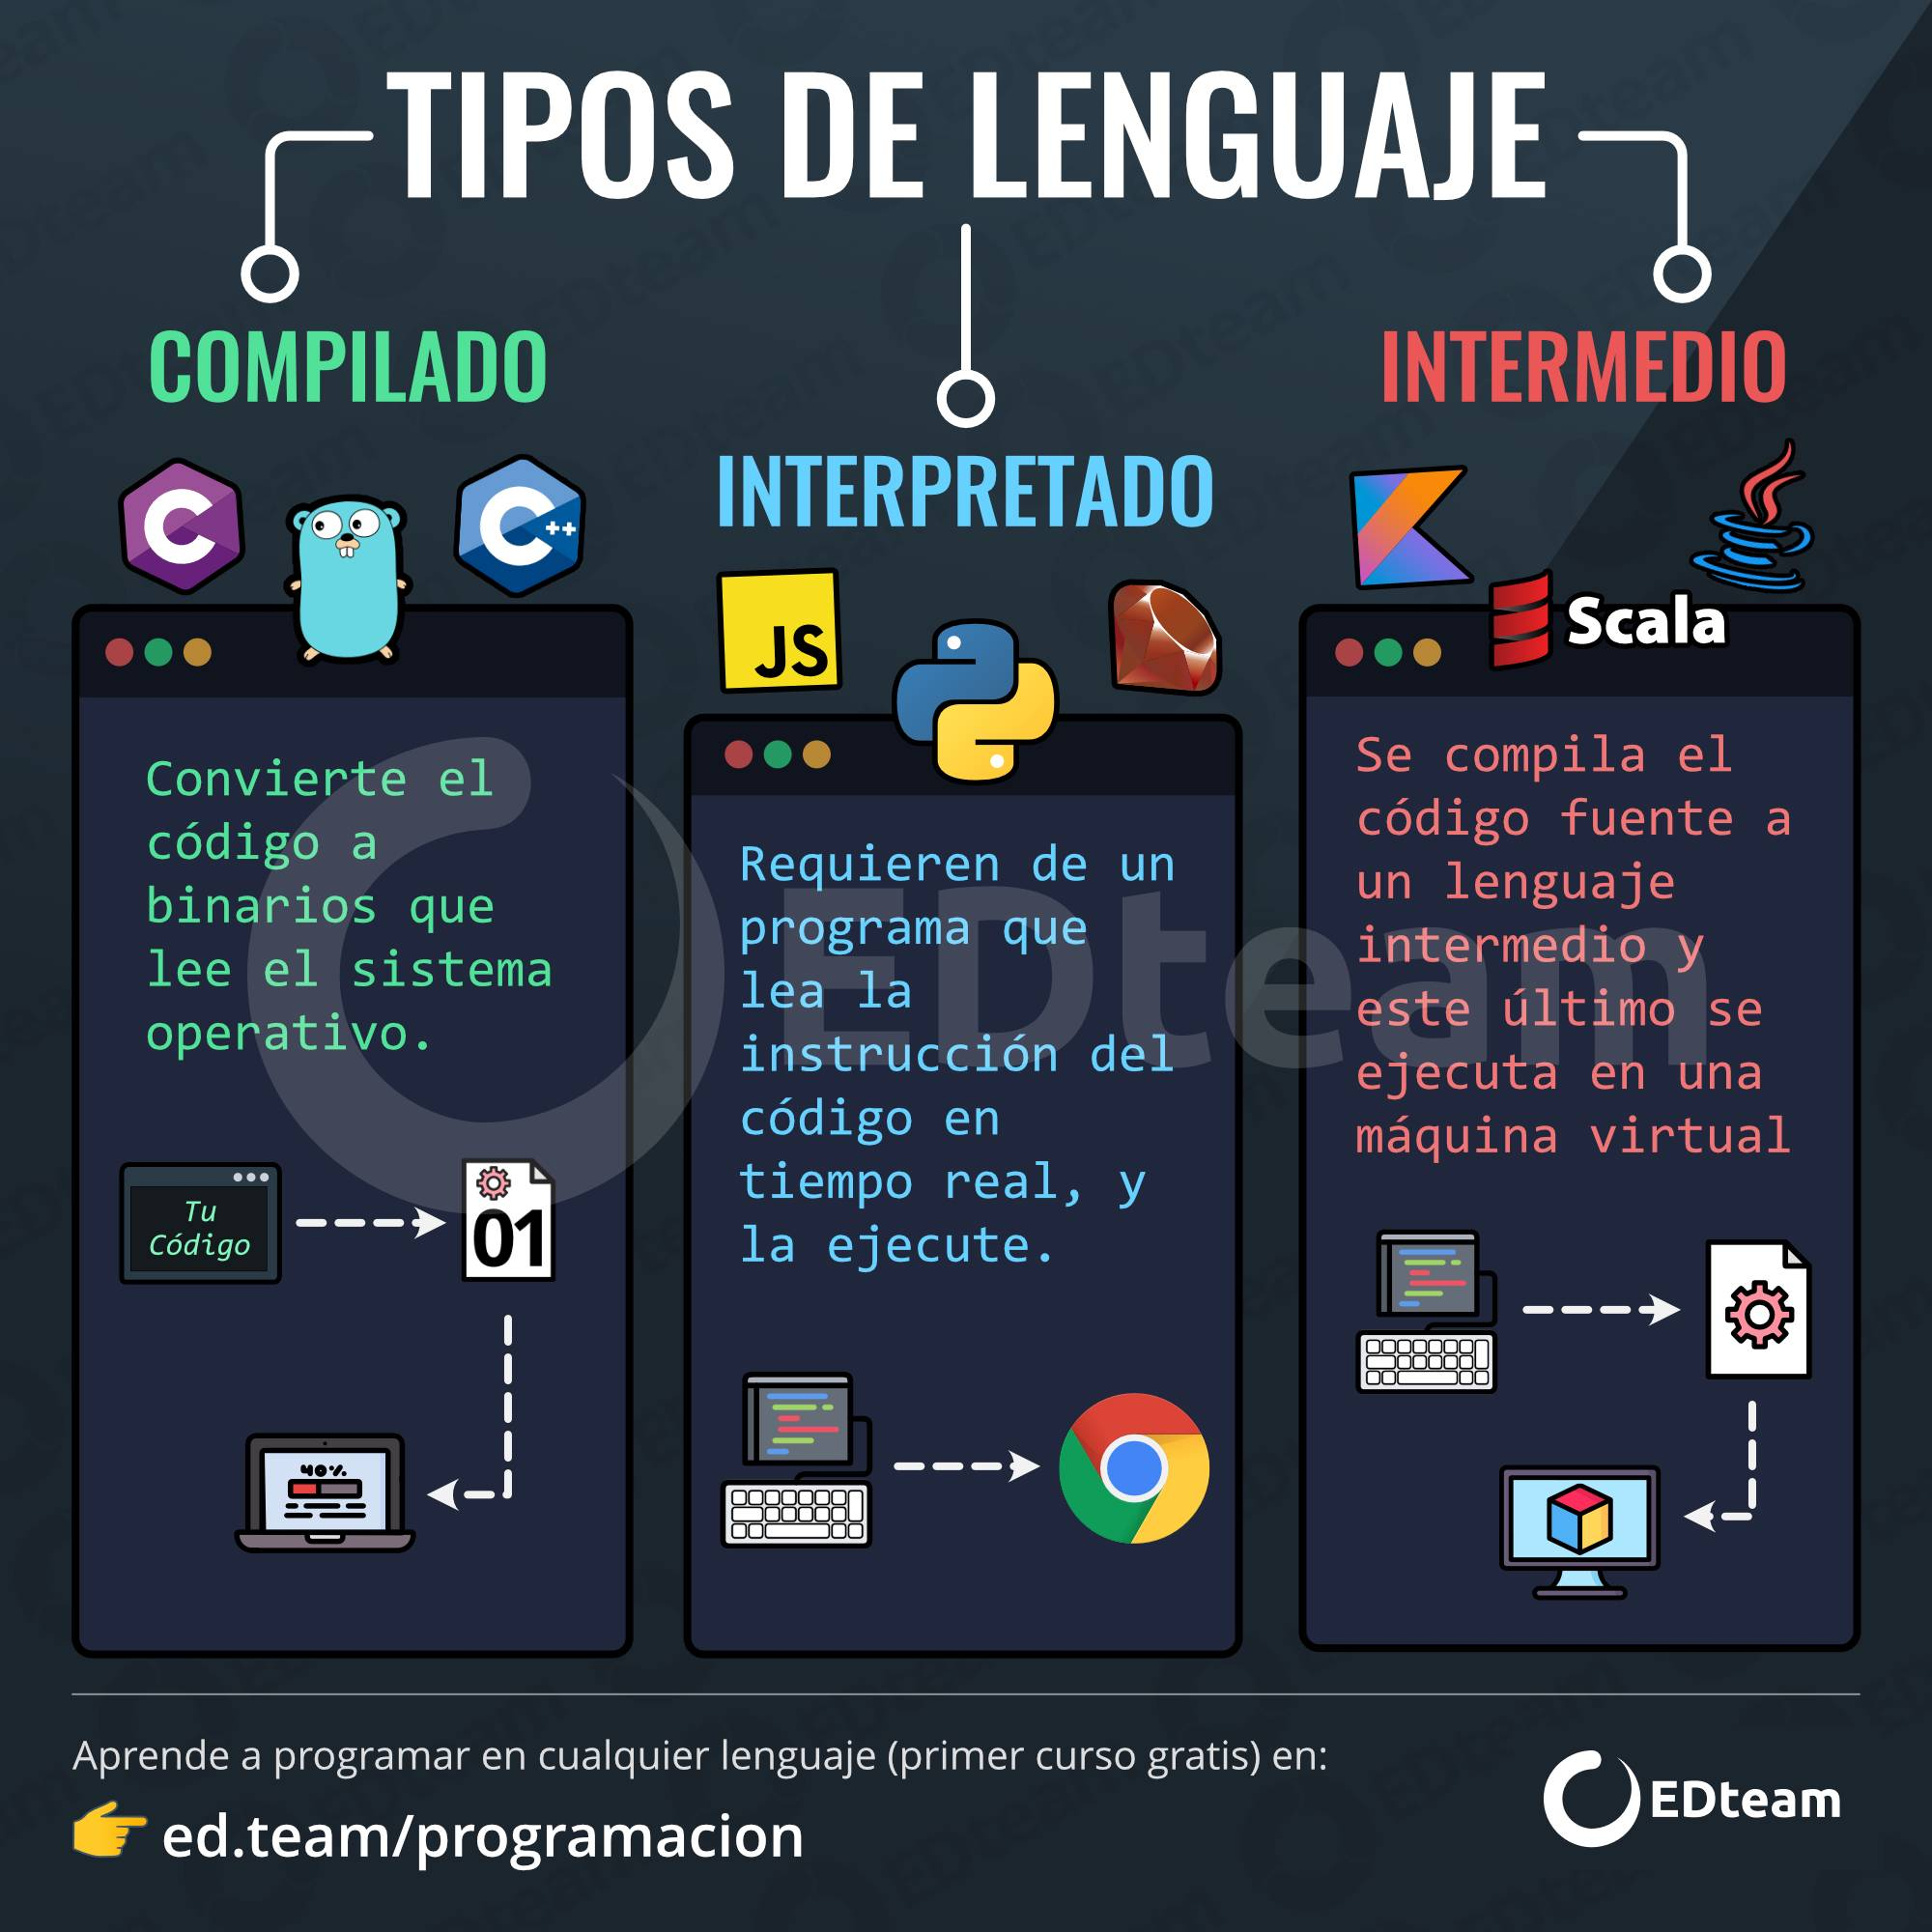 TIPOS DE LENGUAJE
COMPILADO
C
C++
Convierte el
código a
binarios que
lee el sistema
operativo.
Tu
Código
01
40%
INTERPRETADO
JS
Requieren de un
programa que
lea la
instrucción del
código en
tiempo real, y
la ejecute.
INTERMEDIO
Scala
Se compila el
código fuente a
un lenguaje
intermedio y
este último se
ejecuta en una
máquina virtual
EDteam
Aprende a programar en cualquier lenguaje (primer curso gratis) en:
ed.team/programacion
EDteam